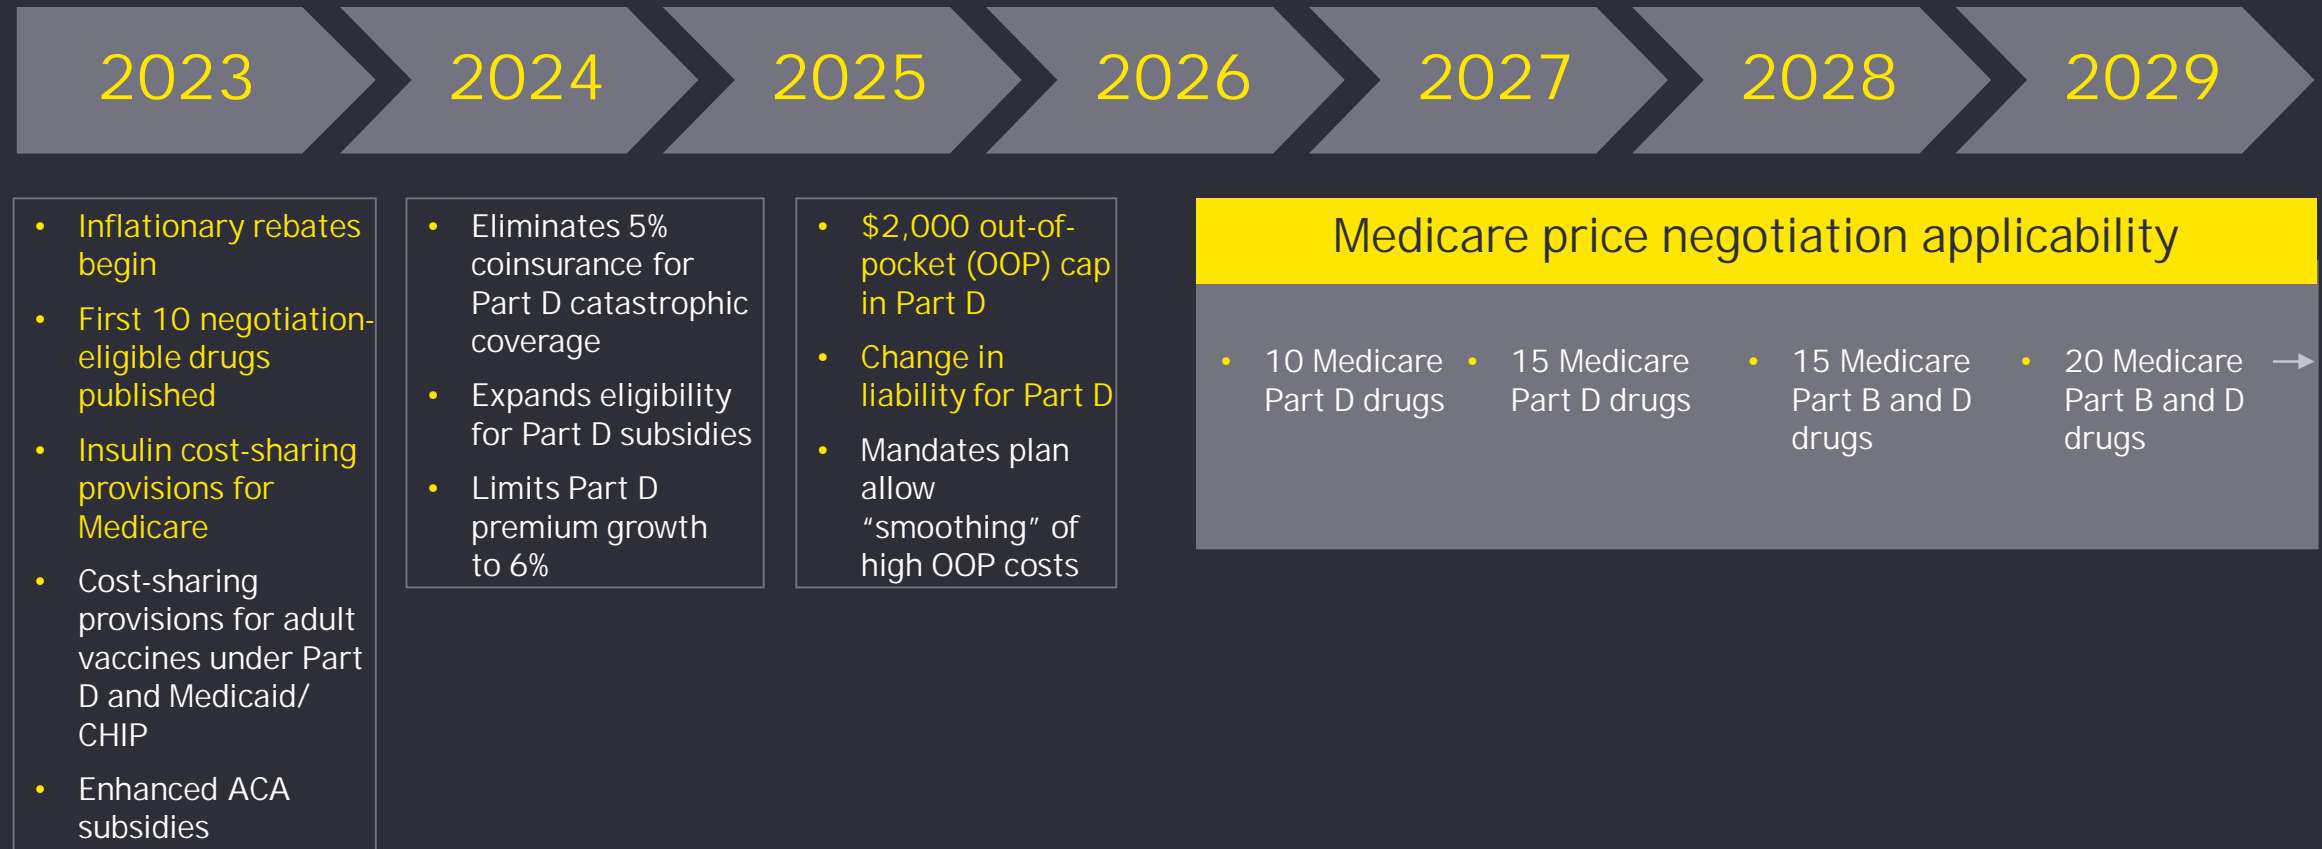 2023
2024
2025
2026
2027
2028
2029
• Inflationary rebates
begin
• First 10 negotiation-
eligible drugs
published
• Insulin cost-sharing
provisions for
Medicare
• Cost-sharing
provisions for adult
vaccines under Part
D and Medicaid/
CHIP
• Enhanced ACA
subsidies
• Eliminates 5%
coinsurance for
Part D catastrophic
coverage
• Expands eligibility
for Part D subsidies
• Limits Part D
premium growth
to 6%
• $2,000 out-of-
pocket (OOP) cap
in Part D
• Change in
liability for Part D
• Mandates plan
allow
“smoothing” of
high OOP costs
Medicare price negotiation applicability
• 10 Medicare
Part D drugs
• 15 Medicare
Part D drugs
• 15 Medicare
Part B and D
drugs
• 20 Medicare
Part B and D
drugs